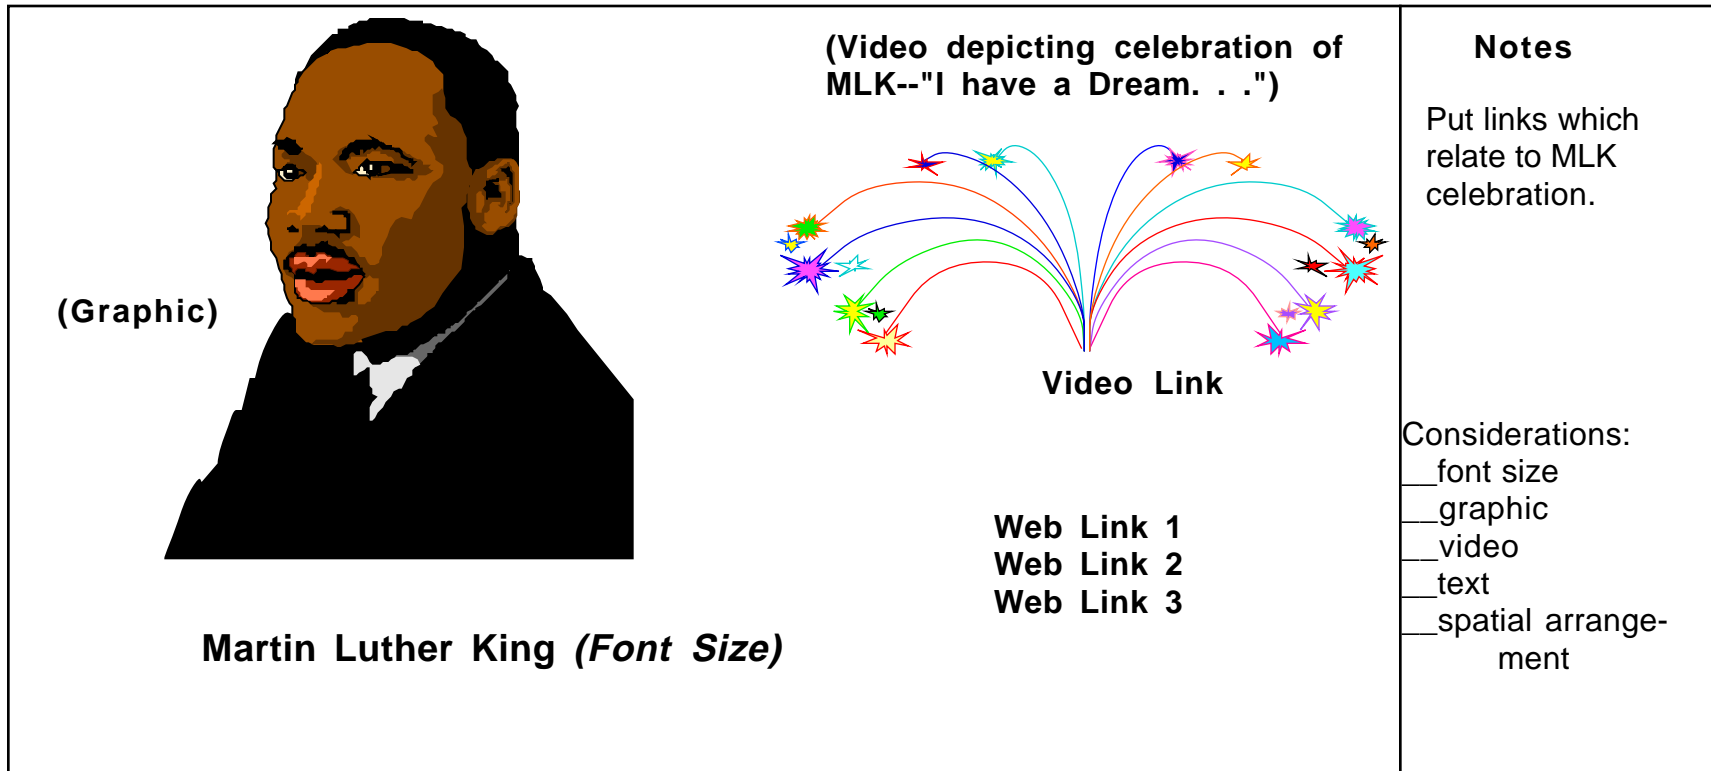 (Graphic)
Martin Luther King (Font Size)
(Video depicting celebration of
MLK--"I have a Dream. . .")
Video Link
Web Link 1
Web Link 2
Web Link 3
Notes
Put links which
relate to MLK
celebration.
Considerations:
__font size
__graphic
__video
__text
__spatial arrange-
ment